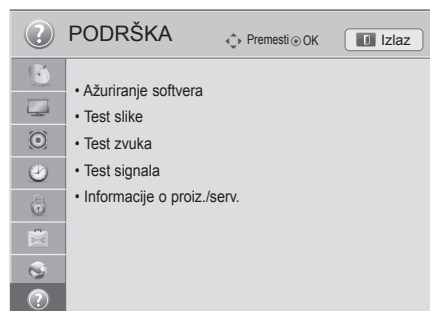 PODRŠKA Premesti OK Izlaz
• Ažuriranje softvera
• Test slike
• Test zvuka
• Test signala
• Informacije o proiz./serv.